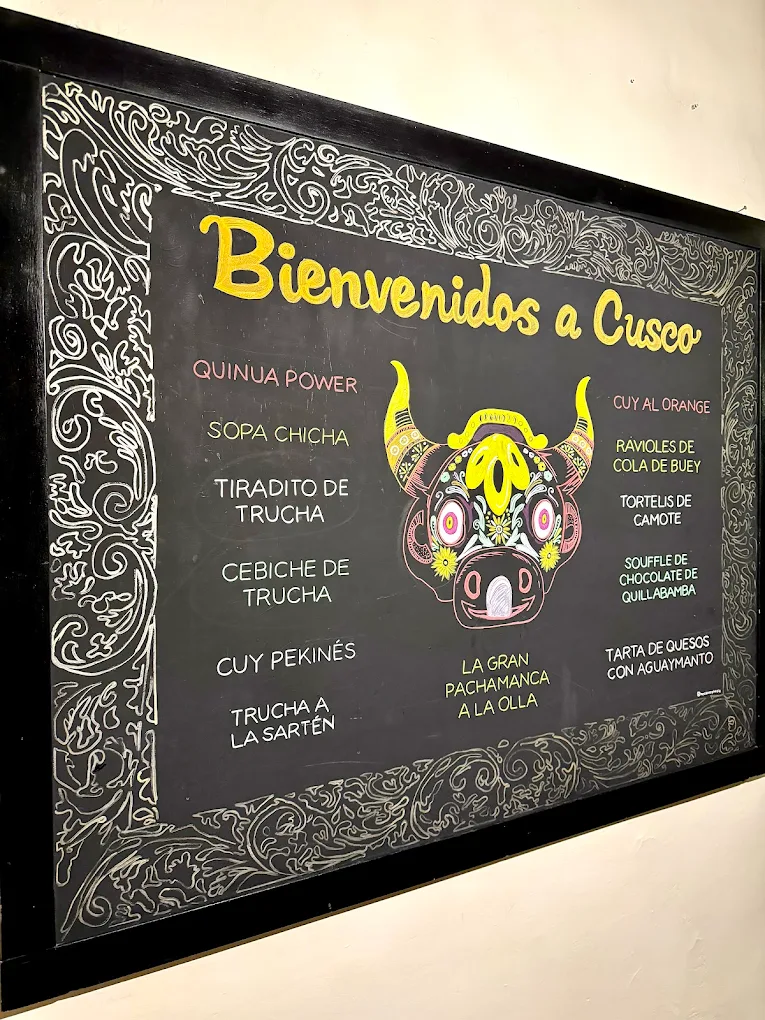 Bienvenidos a Cusco
QUINUA POWER
SOPA CHICHA
TIRADITO DE
TRUCHA
CEBICHE DE
TRUCHA
CUY PEKINÉS
TRUCHA A
LA SARTÉN
LA GRAN
PACHAMANCA
A LA OLLA
CUY AL ORANGE
RAVIOLES DE
COLA DE BUEY
TORTELIS DE
CAMOTE
SOUFFLE DE
CHOCOLATE DE
QUILLABAMBA
TARTA DE QUESOS
CON AGUAYMANTO